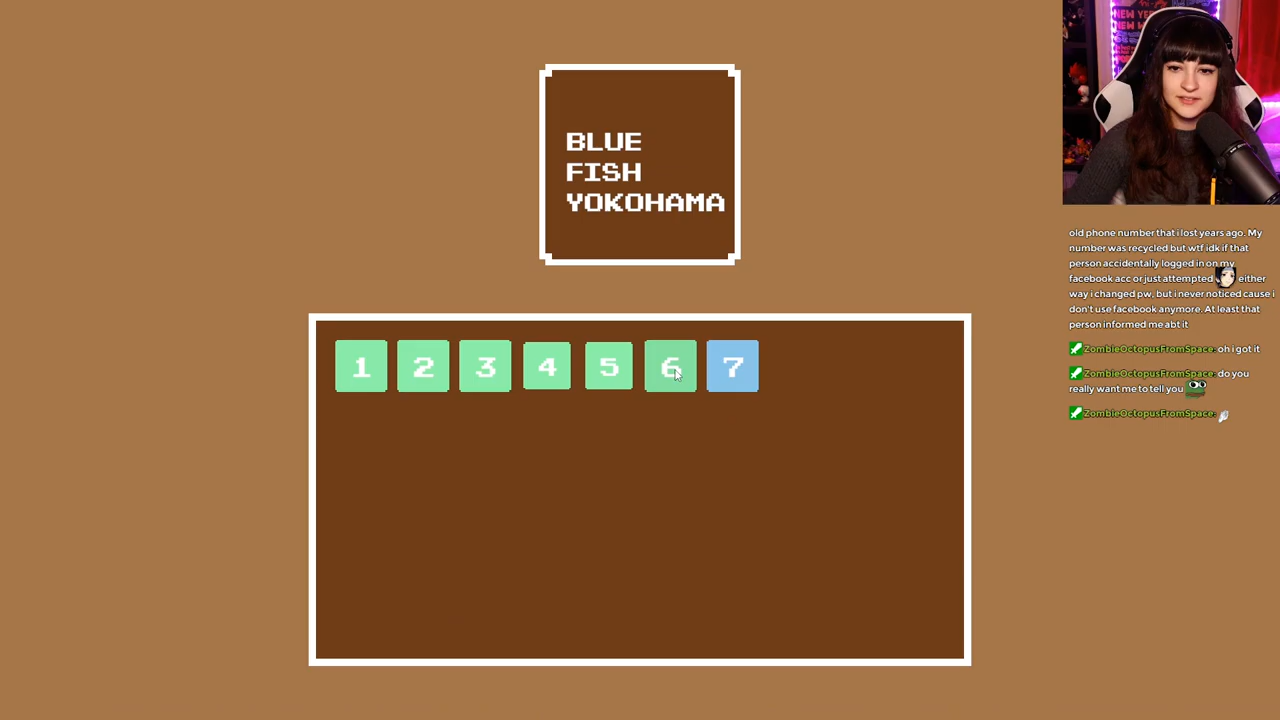 BLUE
FISH
YOKOHAMA
1 2 3 4 5 6 7
old phone number that i lost years ago. My
number was recycled but wtf idk if that
person accidentally logged in on my
facebook acc or just attempted either
way i changed pw, but i never noticed cause i
don't use facebook anymore. At least that
person informed me abt it
ZombieOctopusFromSpace: oh i got it
ZombieOctopusFromSpace: do you
really want me to tell you
ZombieOctopusFromSpace: